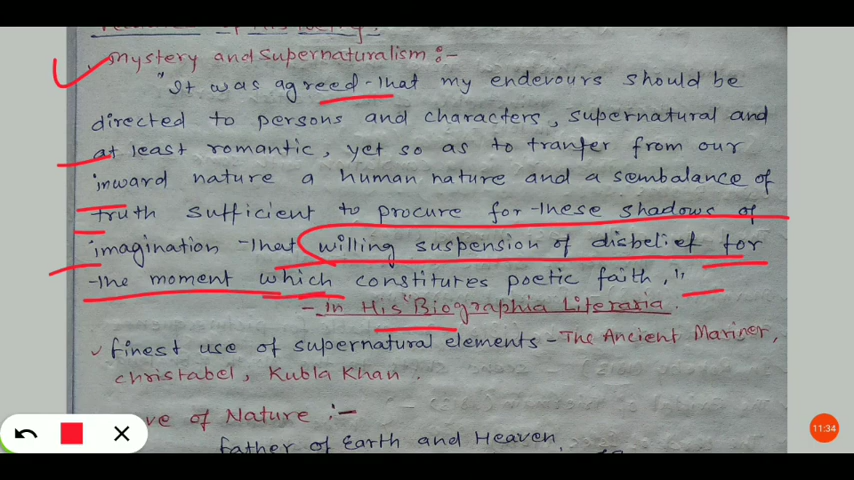 Mystery and Supernaturalism :-
"It was agreed that my endevours should be
directed to persons and characters, supernatural and
at least romantic, yet so as to tranfer from our
inward nature a human nature and a sembalance of
truth sufficient to procure for these shadows of
imagination that willing suspension of disbelief for
the moment which constitutes poetic faith,"
- In His "Biographia Literaria
finest use of supernatural elements - The Ancient Mariner,
christabel, Kubla Khan.
of Nature :-
father of Earth and Heaven
11:34